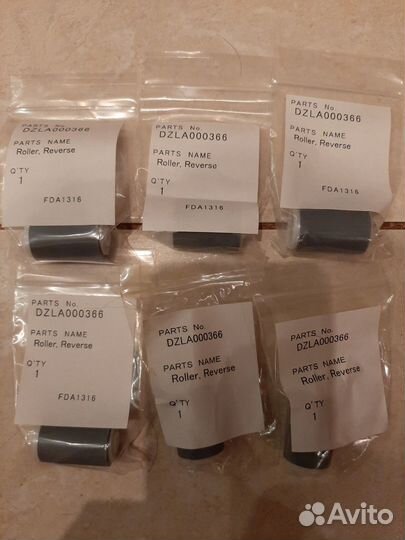 PARTS No.
DZLA000366
PARTS NAME
Roller, Reverse
Q'TY
1
FDA1316
PARTS No.
DZLA000366
PARTS NAME
Roller, Reverse
Q'TY
1
FDA1316
PARTS No.
DZLA000366
PARTS NAME
Roller, Reverse
Q'TY
1
FDA1316
PARTS No.
DZLA000366
PARTS NAME
Roller, Reverse
Q'TY
1
FDA1316
PARTS No.
DZLA000366
PARTS NAME
Roller, Reverse
Q'TY
1
PARTS No.
DZLA000366
PARTS NAME
Roller, Reverse
Q'TY
1
Avito